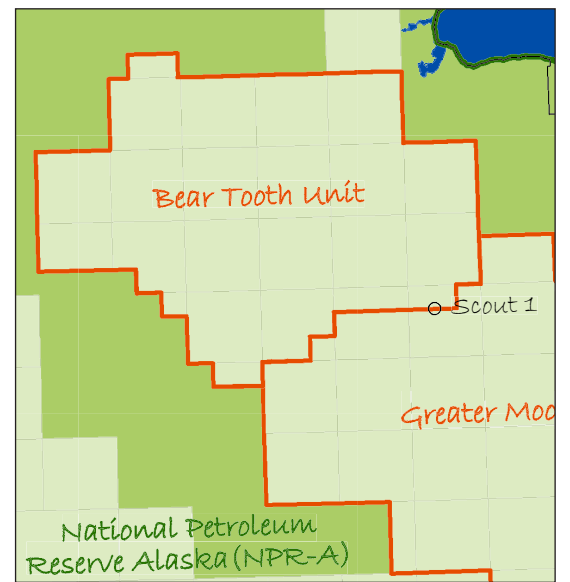 Bear Tooth Unit
Scout 1
Greater Moo
National Petroleum
Reserve Alaska (NPR-A)